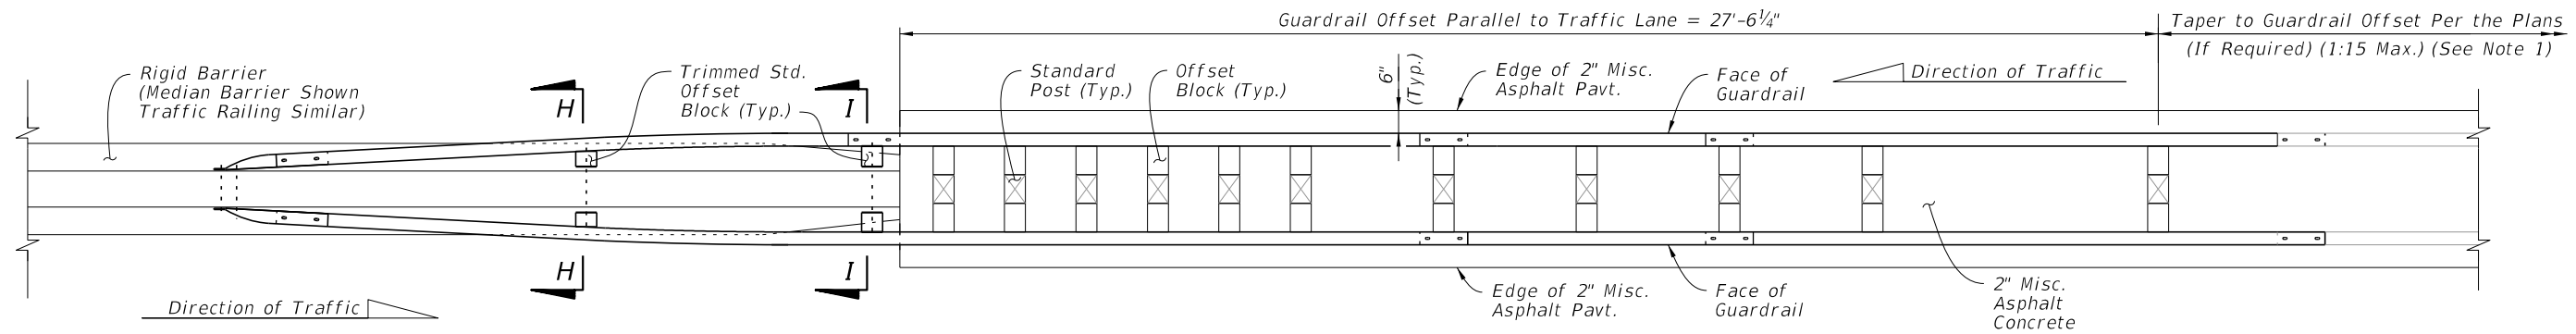 Guardrail Offset Parallel to Traffic Lane = 27'-6¼"
Taper to Guardrail Offset Per the Plans
(If Required) (1:15 Max.) (See Note 1)
Rigid Barrier
(Median Barrier Shown
Traffic Railing Similar)
H
Trimmed Std.
Offset
Block (Typ.)
I
Standard
Post (Typ.)
Offset
Block (Typ.)
6"
(Typ.)
Edge of 2" Misc.
Asphalt Pavt.
Face of
Guardrail
Direction of Traffic
H
I
Direction of Traffic
Edge of 2" Misc.
Asphalt Pavt.
Face of
Guardrail
2" Misc.
Asphalt
Concrete